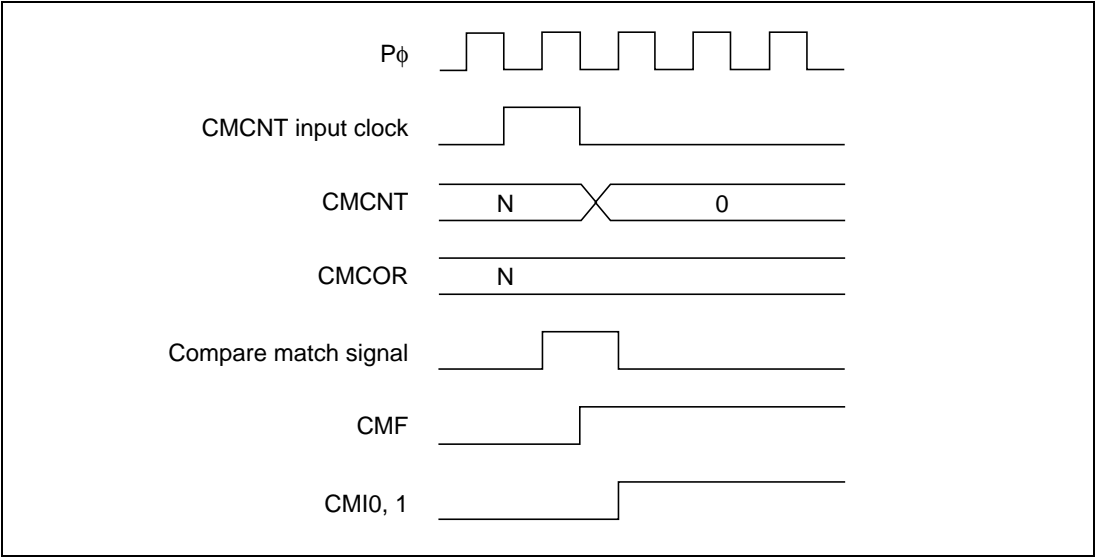 Pϕ
CMCNT input clock
CMCNT N 0
CMCOR N
Compare match signal
CMF
CMI0, 1